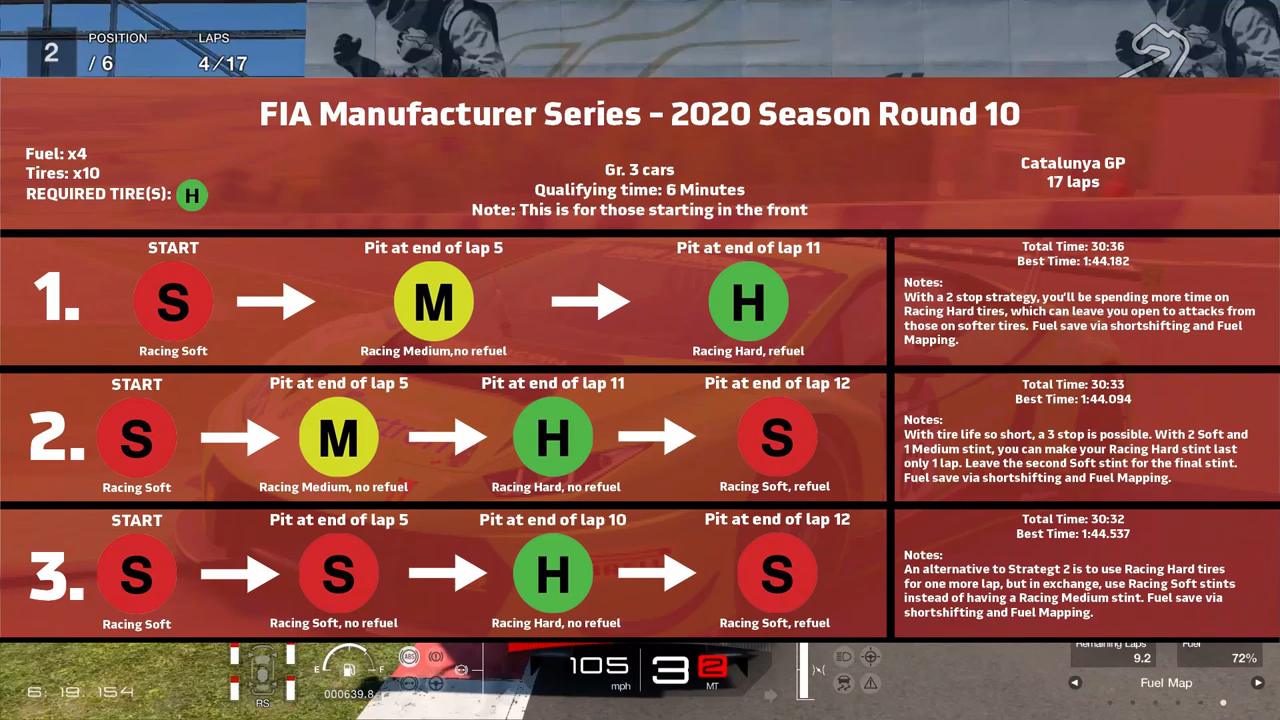 2
POSITION
/ 6
LAPS
4/17
FIA Manufacturer Series - 2020 Season Round 10
Fuel: x4
Tires: x10
REQUIRED TIRE(S): H
Gr. 3 cars
Qualifying time: 6 Minutes
Note: This is for those starting in the front
Catalunya GP
17 laps
1.
START
S
Racing Soft
Pit at end of lap 5
M
Racing Medium,no refuel
Pit at end of lap 11
H
Racing Hard, refuel
Total Time: 30:36
Best Time: 1:44.182
Notes:
With a 2 stop strategy, you'll be spending more time on
Racing Hard tires, which can leave you open to attacks from
those on softer tires. Fuel save via shortshifting and Fuel
Mapping.
2.
START
S
Racing Soft
Pit at end of lap 5
M
Racing Medium, no refuel
Pit at end of lap 11
H
Racing Hard, no refuel
Pit at end of lap 12
S
Racing Soft, refuel
Total Time: 30:33
Best Time: 1:44.094
Notes:
With tire life so short, a 3 stop is possible. With 2 Soft and
1 Medium stint, you can make your Racing Hard stint last
only 1 lap. Leave the second Soft stint for the final stint.
Fuel save via shortshifting and Fuel Mapping.
3.
START
S
Racing Soft
Pit at end of lap 5
S
Racing Soft, no refuel
Pit at end of lap 10
H
Racing Hard, no refuel
Pit at end of lap 12
S
Racing Soft, refuel
Total Time: 30:32
Best Time: 1:44.537
Notes:
An alternative to Strategt 2 is to use Racing Hard tires
for one more lap, but in exchange, use Racing Soft stints
instead of having a Racing Medium stint. Fuel save via
shortshifting and Fuel Mapping.
6: 19. 154
RS
E
F
000639.8
ABS
105
mph
3
2
MT
Remaining Laps
9.2
Fuel
72%
Fuel Map